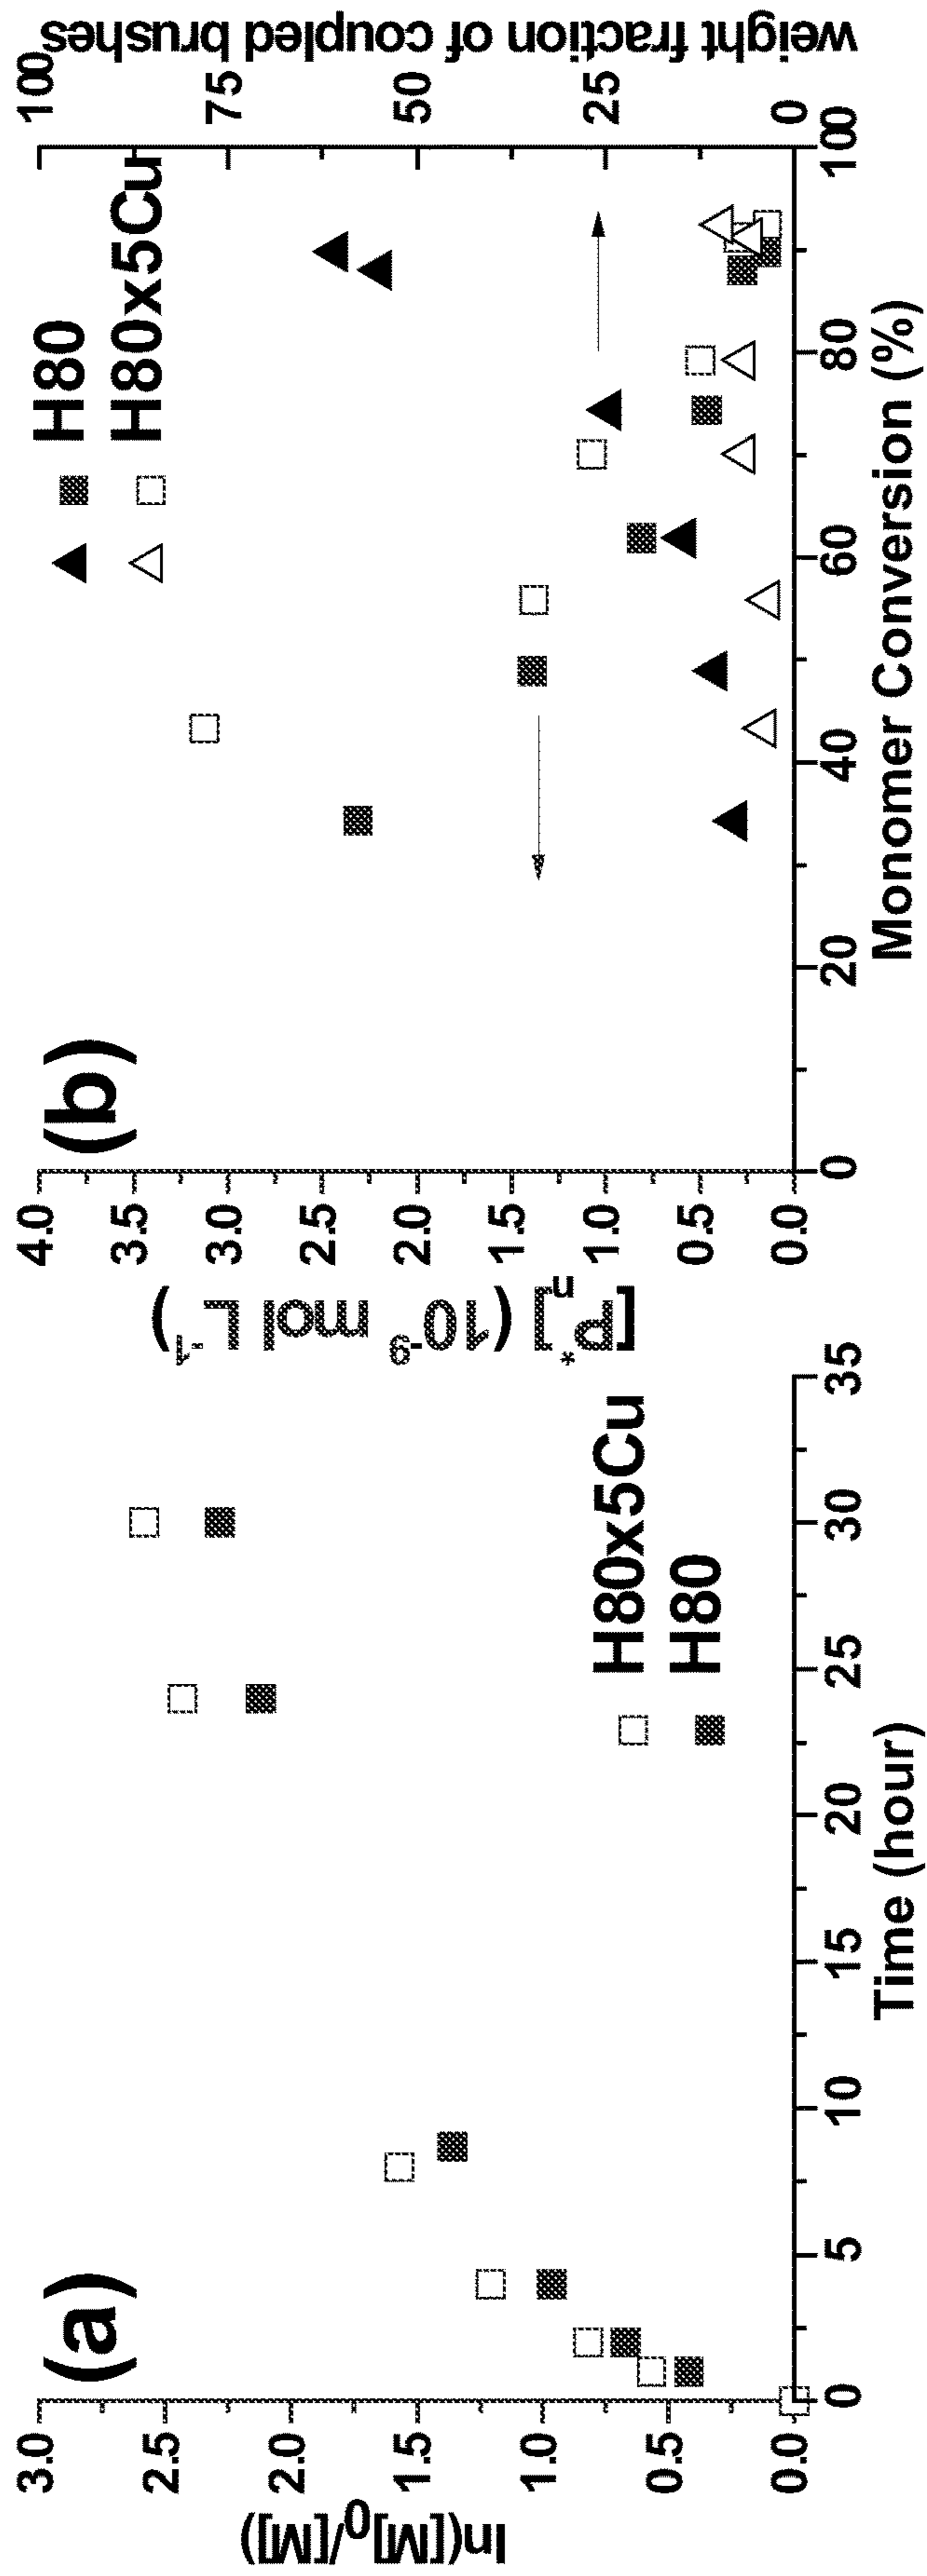 (a)
3.0
2.5
2.0
1.5
1.0
0.5
0.0
ln([M]0/[M])
0 5 10 15 20 25 30 35
Time (hour)
H80x5Cu
H80
(b)
4.0
3.5
3.0
2.5
2.0
1.5
1.0
0.5
0.0
[Pn*] (10-9 mol L-1)
0 20 40 60 80 100
Monomer Conversion (%)
H80
H80x5Cu
100
75
50
25
0
weight fraction of coupled brushes